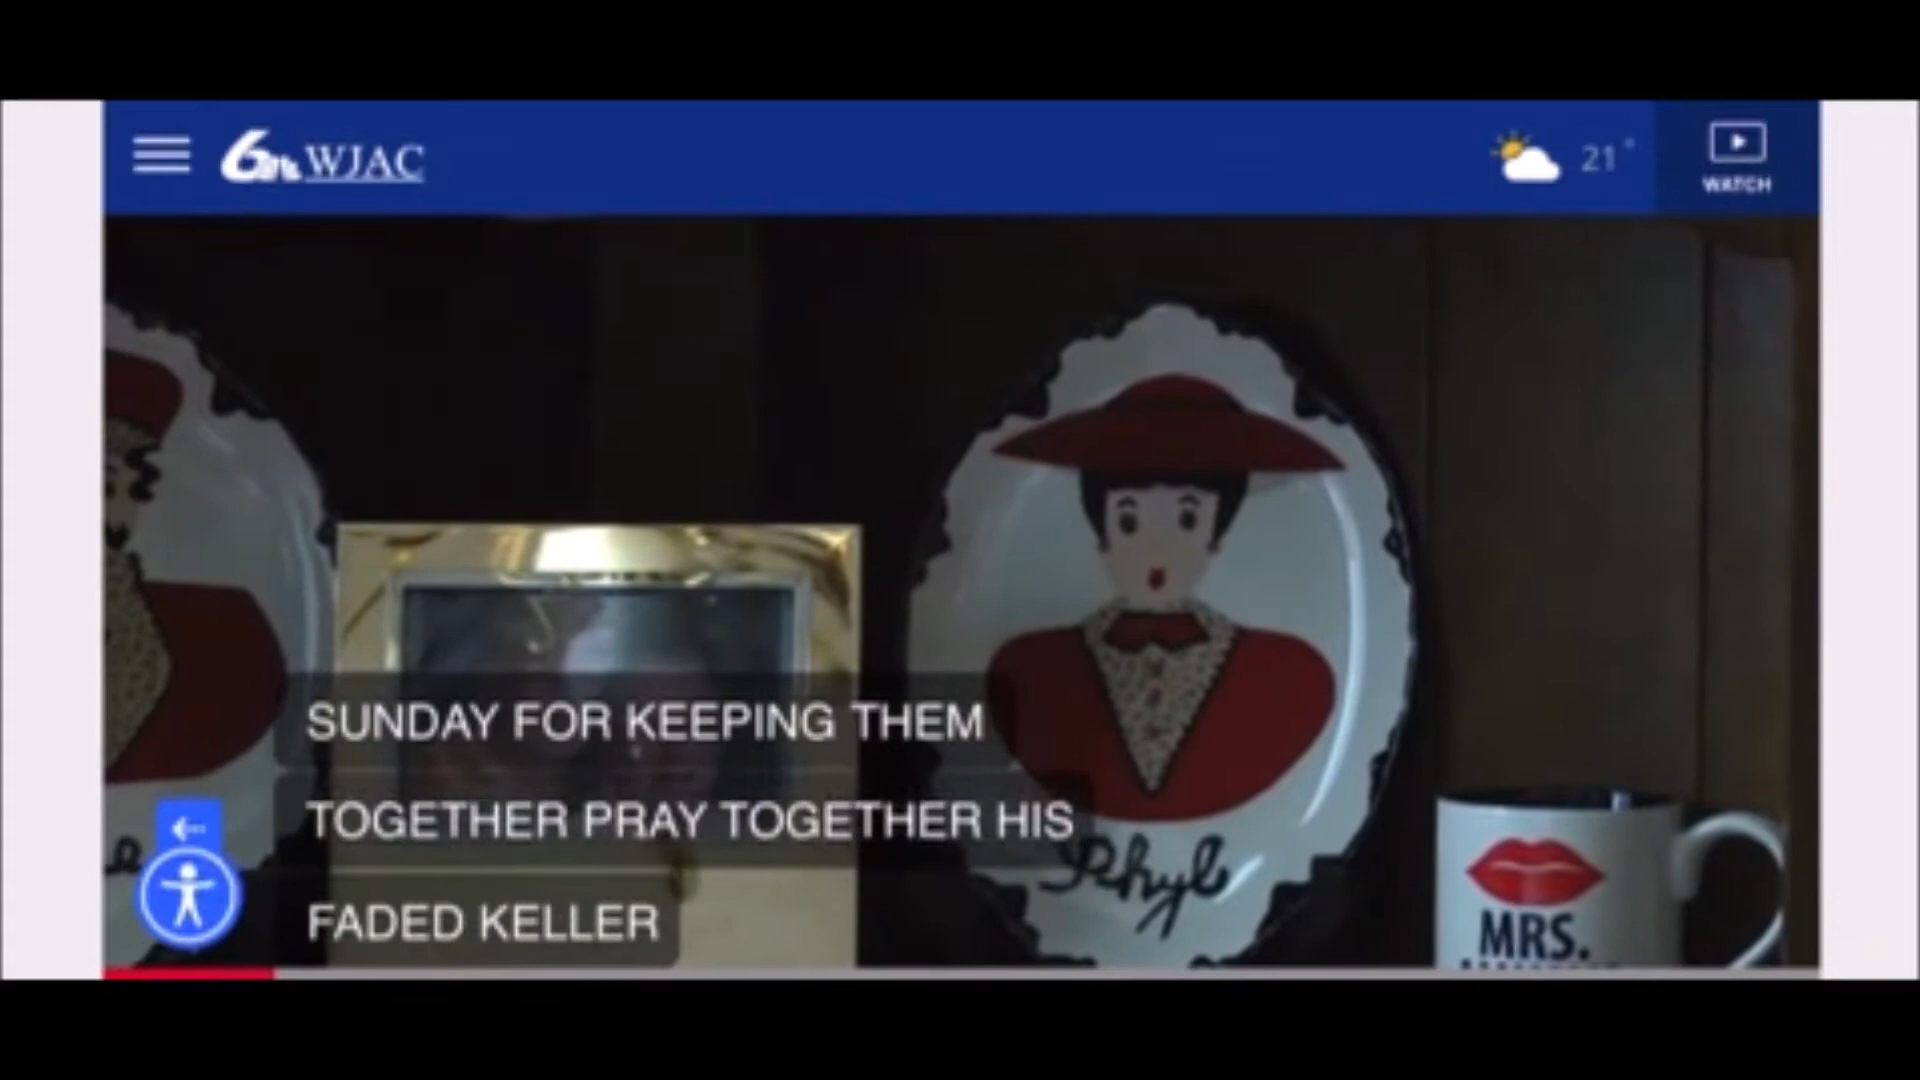 6 WJAC
21°
WATCH
SUNDAY FOR KEEPING THEM
TOGETHER PRAY TOGETHER HIS
FADED KELLER
Phyl
MRS.